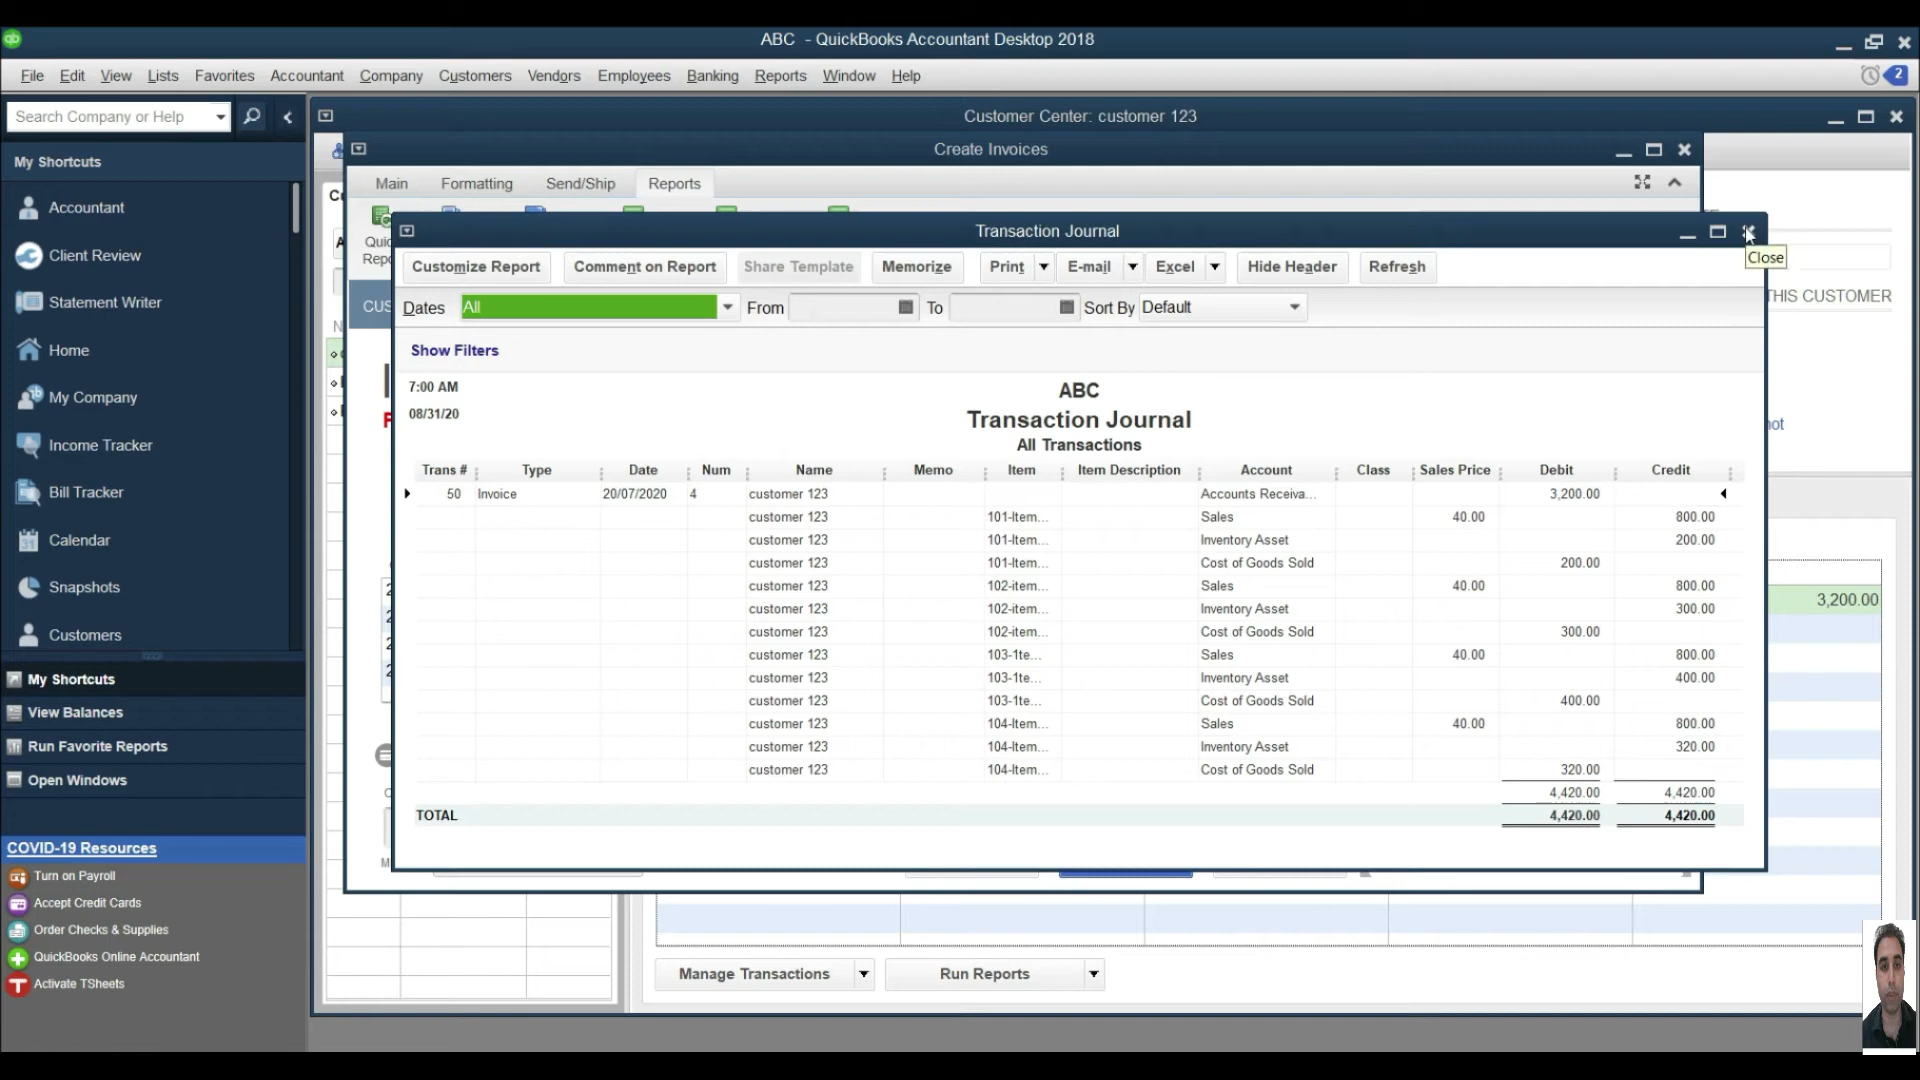 ABC - QuickBooks Accountant Desktop 2018
File Edit View Lists Favorites Accountant Company Customers Vendors Employees Banking Reports Window Help
2
Search Company or Help
Customer Center: customer 123
Create Invoices
My Shortcuts
Main Formatting Send/Ship Reports
Accountant
Transaction Journal
Close
Customize Report Comment on Report Share Template Memorize Print E-mail Excel Hide Header Refresh
Client Review
THIS CUSTOMER
Statement Writer
CUS
Dates All From To Sort By Default
Home
Show Filters
7:00 AM
ABC
My Company
08/31/20
Transaction Journal
All Transactions
Income Tracker
Trans # Type Date Num Name Memo Item Item Description Account Class Sales Price Debit Credit
Bill Tracker
50 Invoice 20/07/2020 4 customer 123 Accounts Receiva... 3,200.00
customer 123 101-Item... Sales 40.00 800.00
Calendar
customer 123 101-Item... Inventory Asset 200.00
customer 123 101-Item... Cost of Goods Sold 200.00
Snapshots
customer 123 102-item... Sales 40.00 800.00
customer 123 102-item... Inventory Asset 300.00
3,200.00
Customers
customer 123 102-item... Cost of Goods Sold 300.00
customer 123 103-1te... Sales 40.00 800.00
My Shortcuts
customer 123 103-1te... Inventory Asset 400.00
customer 123 103-1te... Cost of Goods Sold 400.00
View Balances
customer 123 104-Item... Sales 40.00 800.00
Run Favorite Reports
customer 123 104-Item... Inventory Asset 320.00
customer 123 104-Item... Cost of Goods Sold 320.00
Open Windows
4,420.00 4,420.00
TOTAL 4,420.00 4,420.00
COVID-19 Resources
Turn on Payroll
Accept Credit Cards
Order Checks & Supplies
QuickBooks Online Accountant
Activate TSheets
Manage Transactions Run Reports